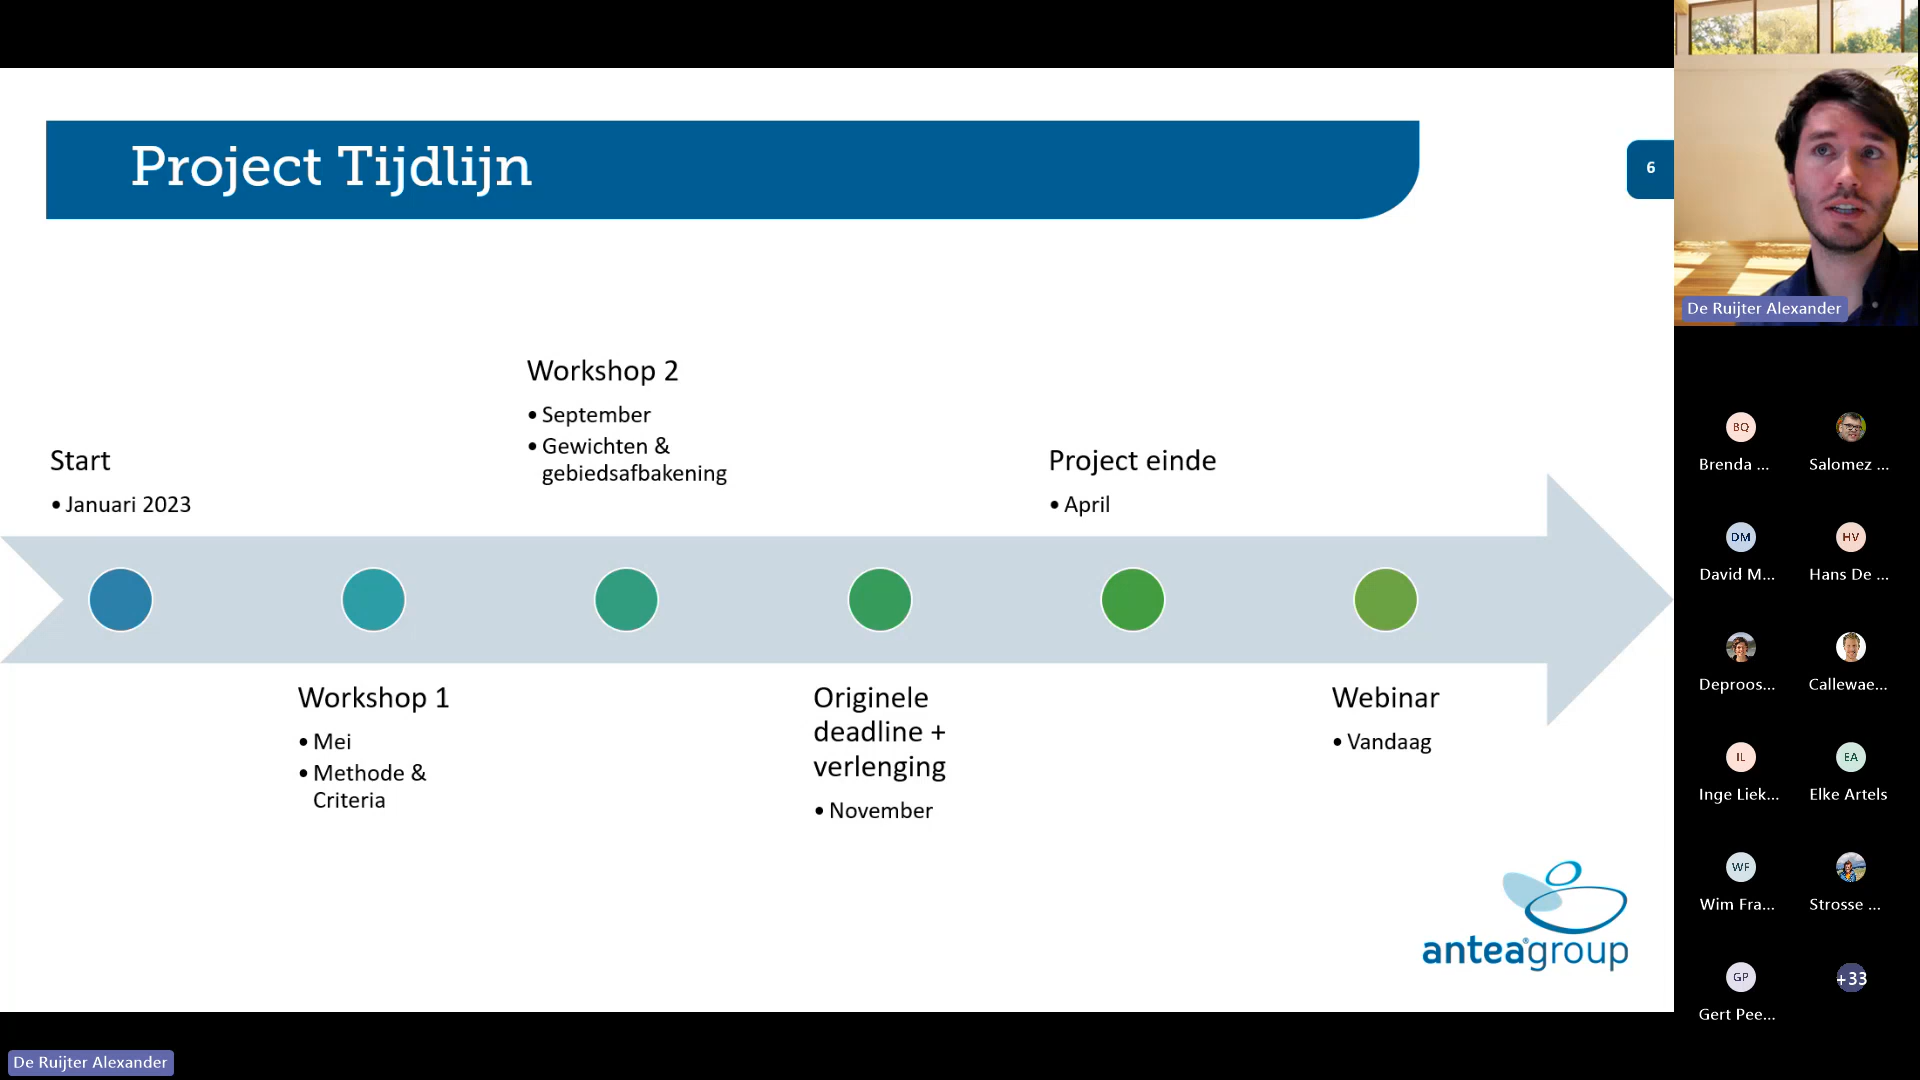 Project Tijdlijn
6
De Ruijter Alexander
Workshop 2
• September
• Gewichten &
gebiedsafbakening
Start
• Januari 2023
Project einde
• April
Workshop 1
• Mei
• Methode &
Criteria
Originele
deadline +
verlenging
• November
Webinar
• Vandaag
anteagroup
BQ
Brenda ...
Salomez ...
DM
David M...
HV
Hans De ...
Deproos...
Callewae...
IL
Inge Liek...
EA
Elke Artels
WF
Wim Fra...
Strosse ...
GP
Gert Pee...
+33
De Ruijter Alexander